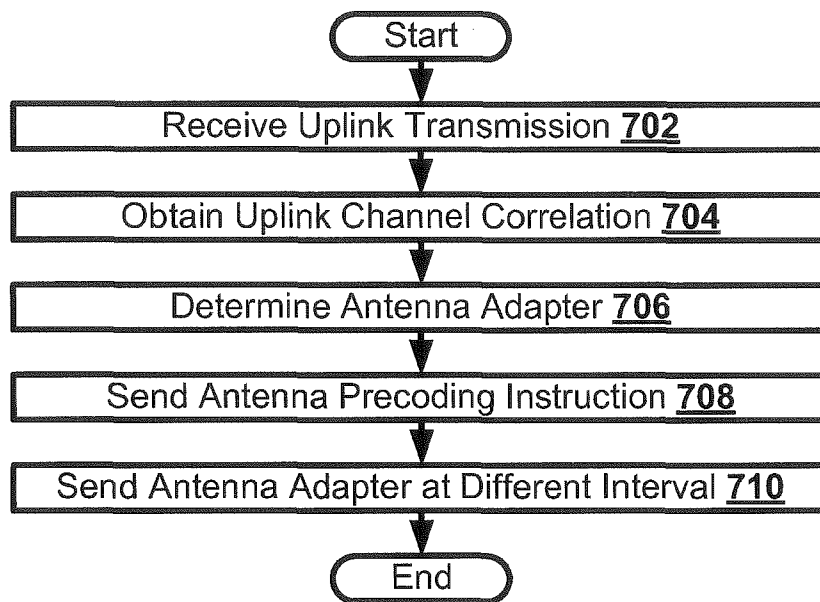 Start
Receive Uplink Transmission 702
Obtain Uplink Channel Correlation 704
Determine Antenna Adapter 706
Send Antenna Precoding Instruction 708
Send Antenna Adapter at Different Interval 710
End